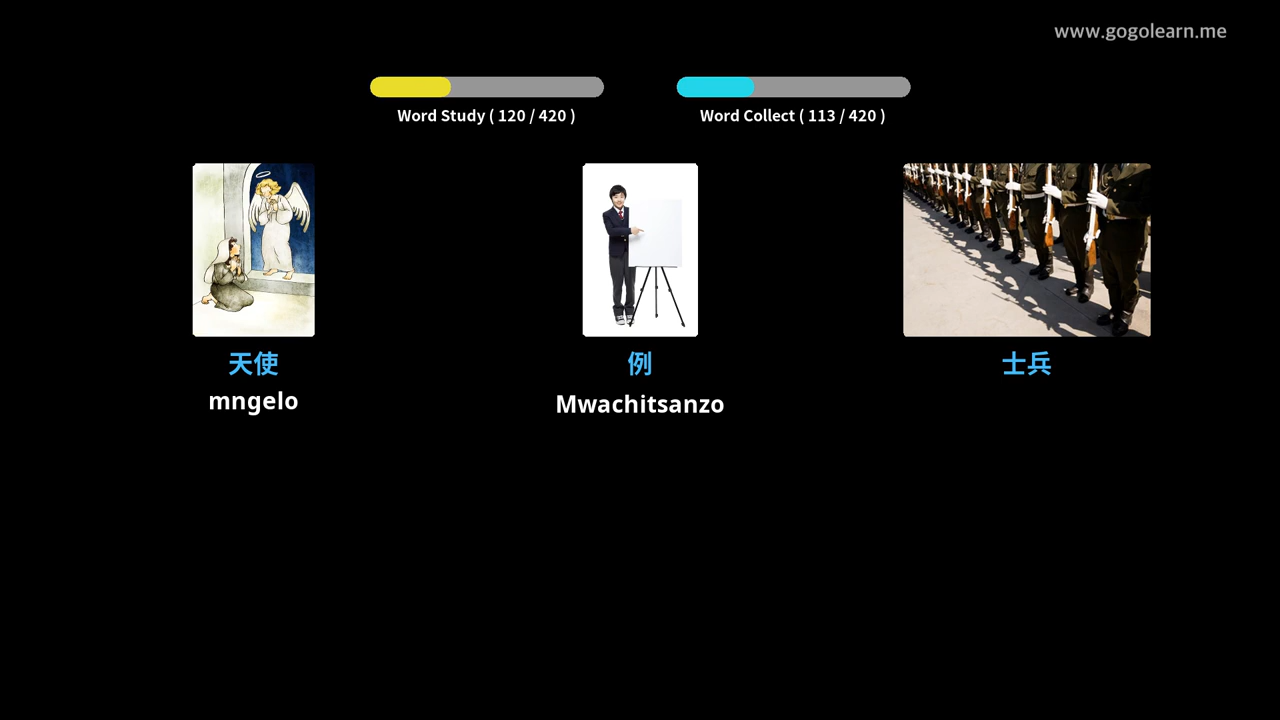 www.gogolearn.me
Word Study ( 120 / 420 )
Word Collect ( 113 / 420 )
天使
例
士兵
mngelo
Mwachitsanzo